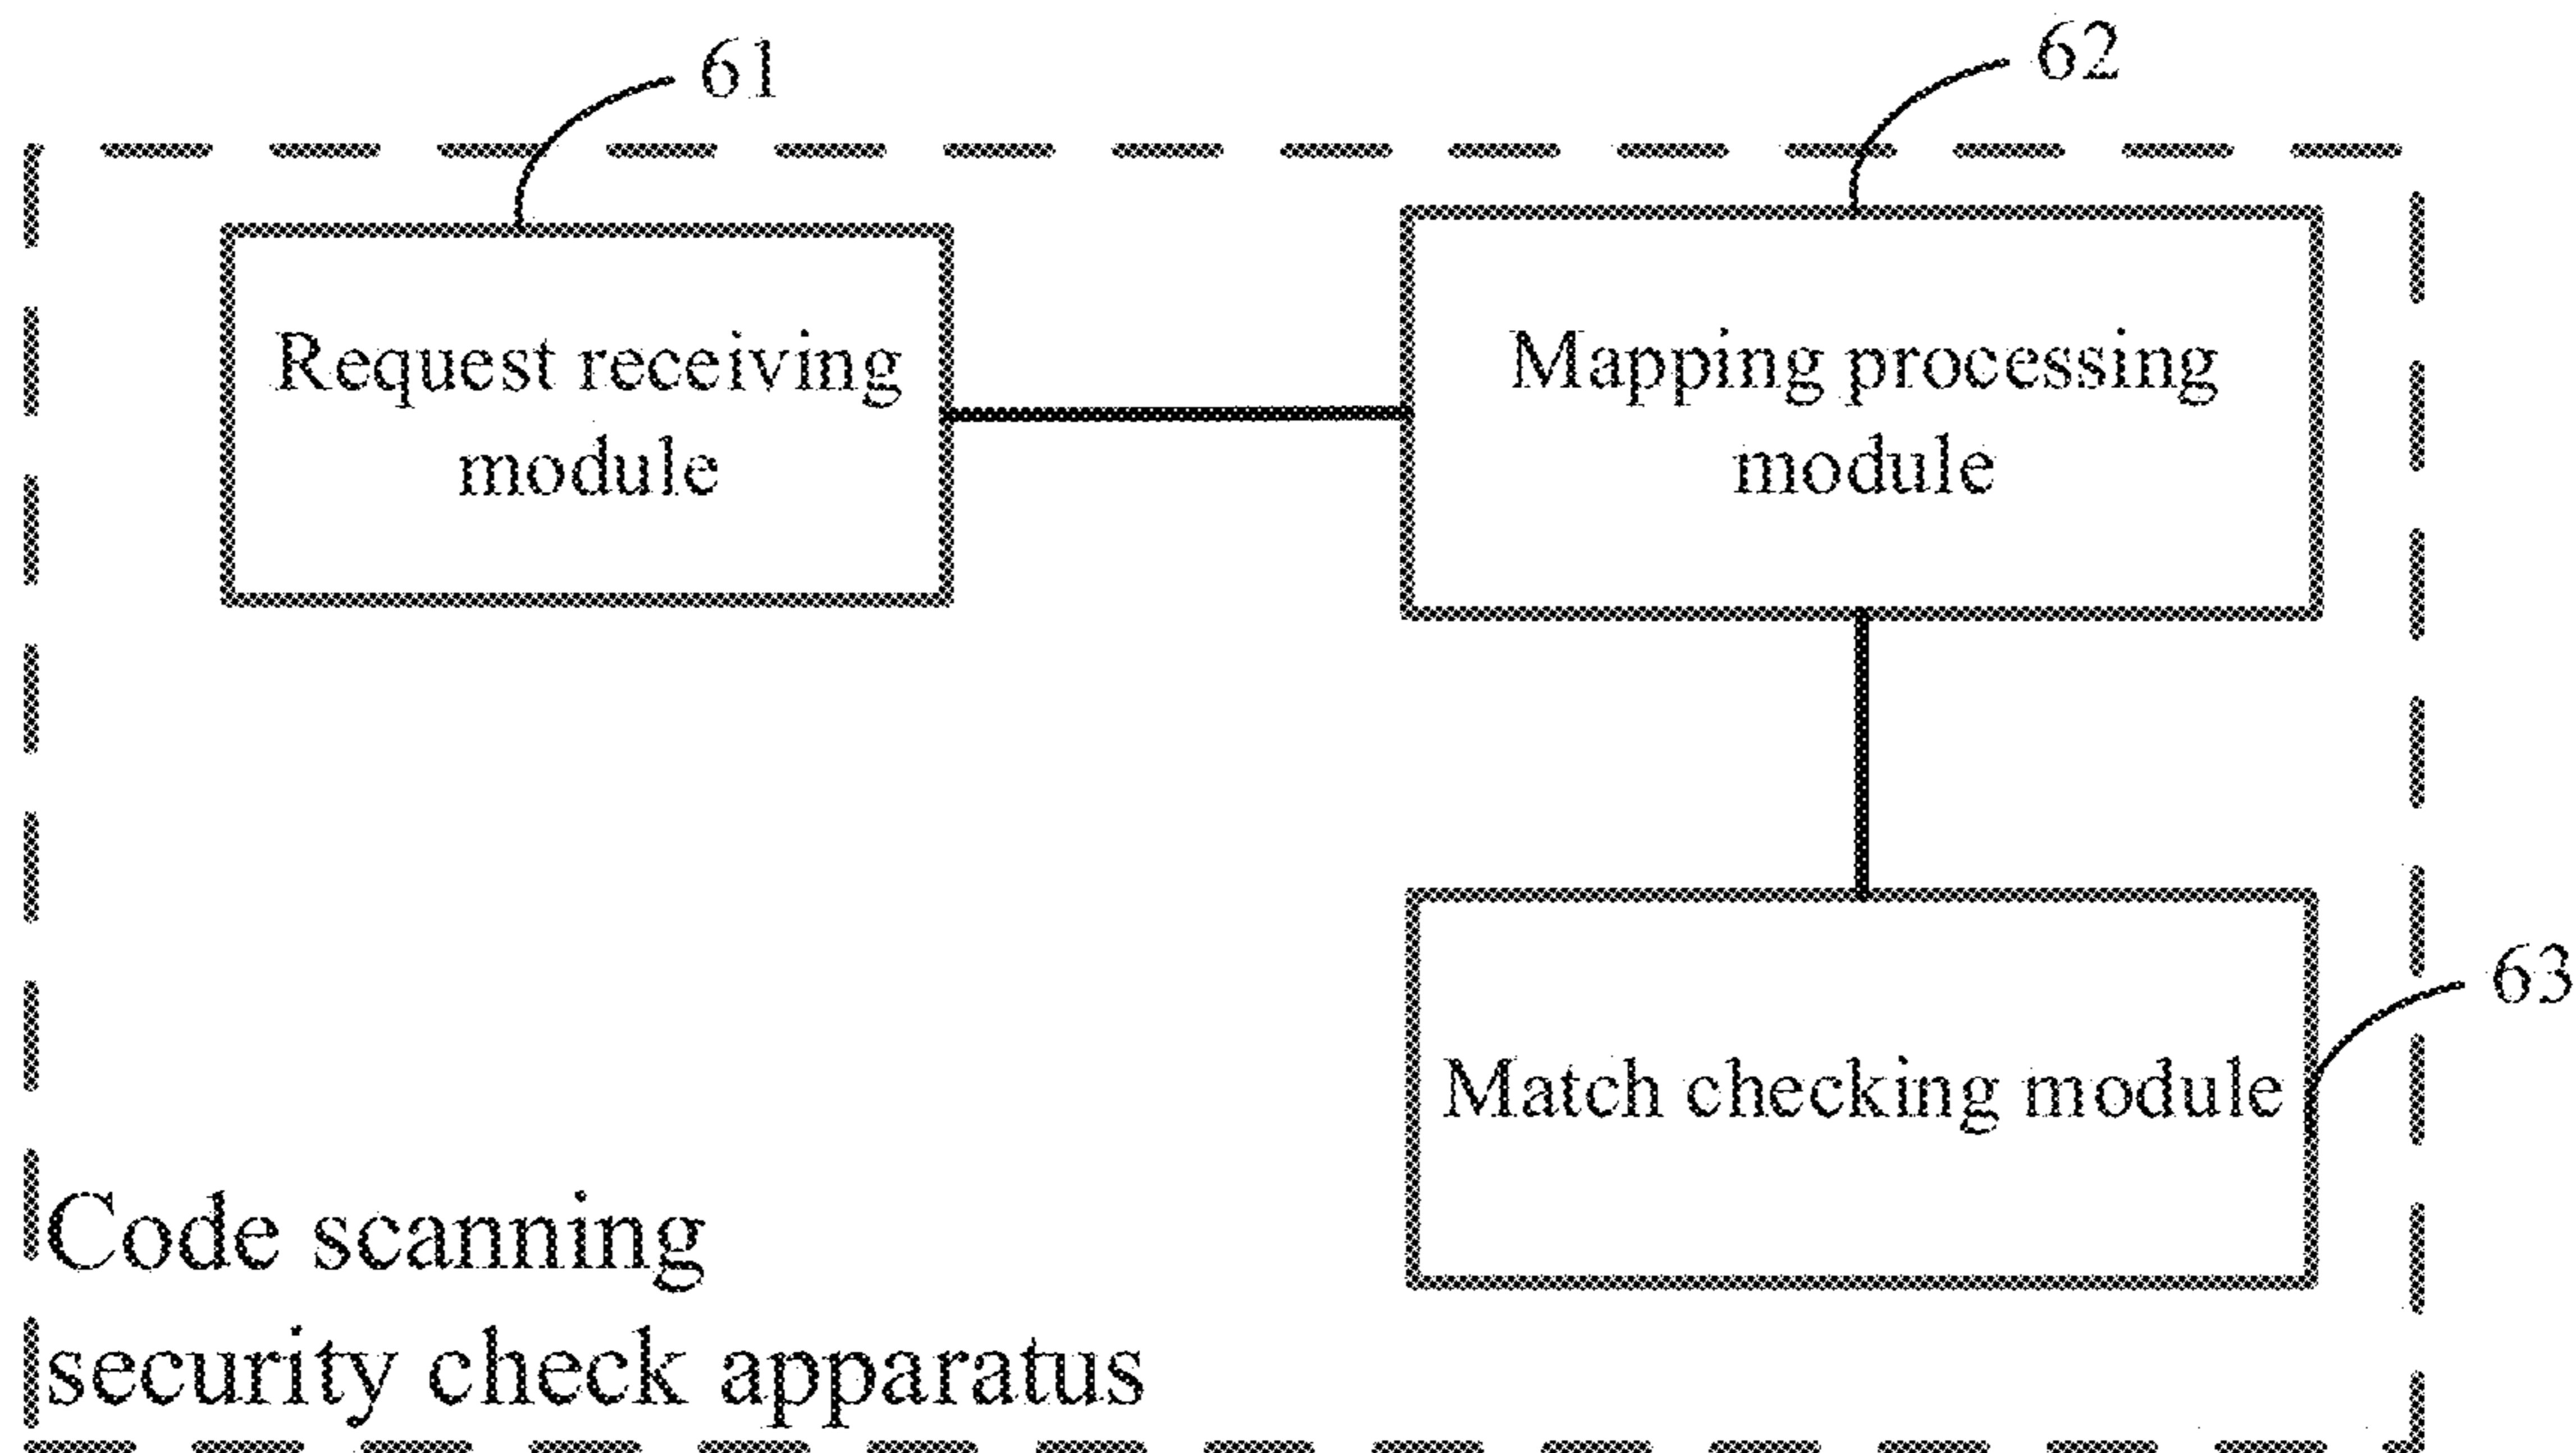 61
62
Request receiving
module
Mapping processing
module
63
Match checking module
Code scanning
security check apparatus